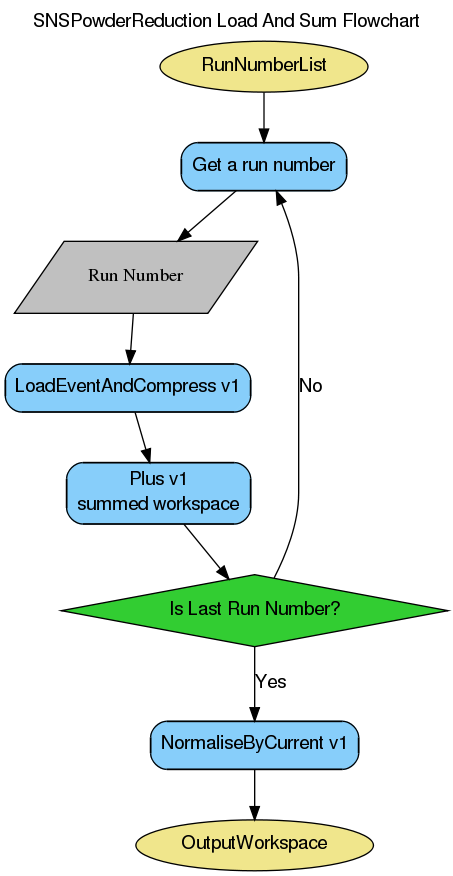 SNSPowderReduction Load And Sum Flowchart
RunNumberList
Get a run number
Run Number
LoadEventAndCompress v1
Plus v1
summed workspace
No
Is Last Run Number?
Yes
NormaliseByCurrent v1
OutputWorkspace